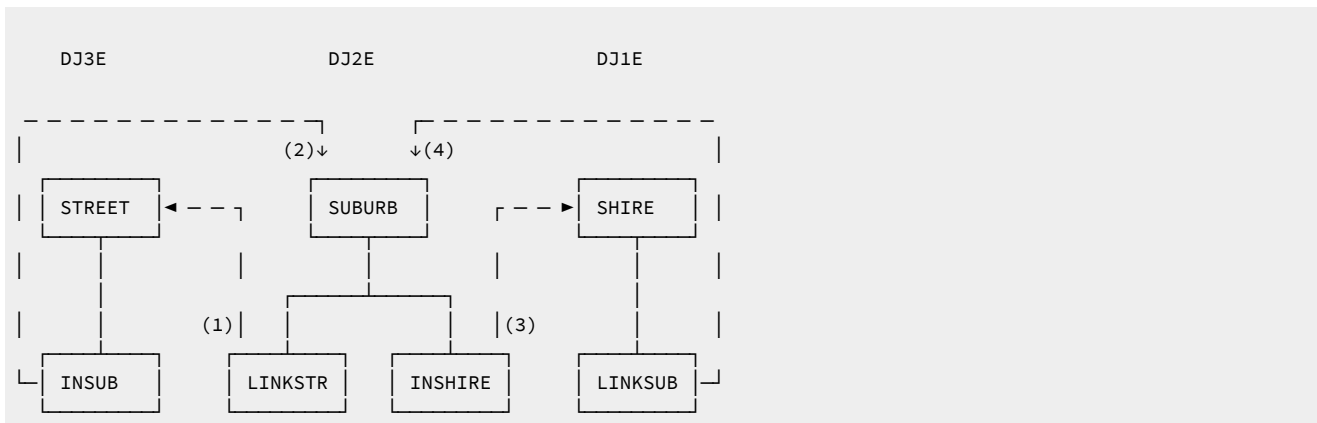 DJ3E DJ2E DJ1E
(2) (4)
STREET SUBURB SHIRE
(1) (3)
INSUB LINKSTR INSHIRE LINKSUB